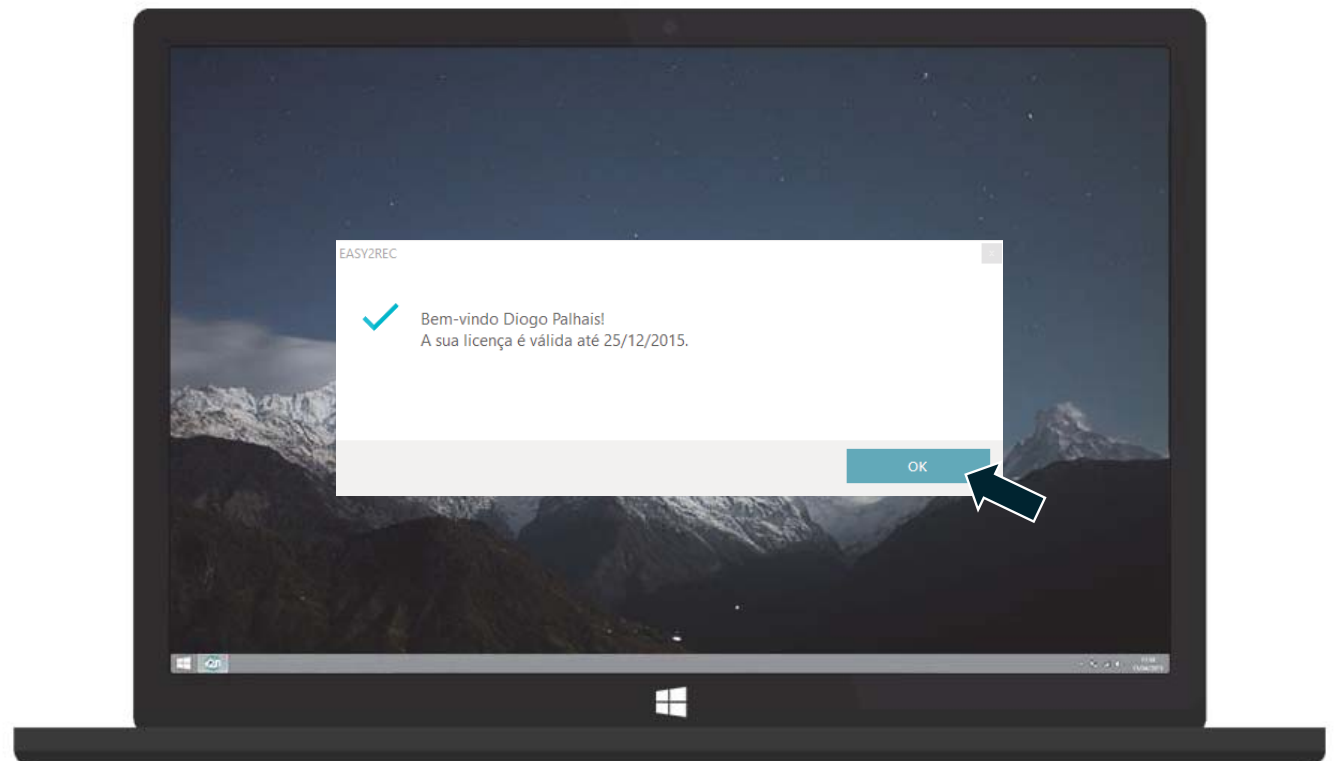 EASY2REC
Bem-vindo Diogo Palhais!
A sua licença é válida até 25/12/2015.
OK